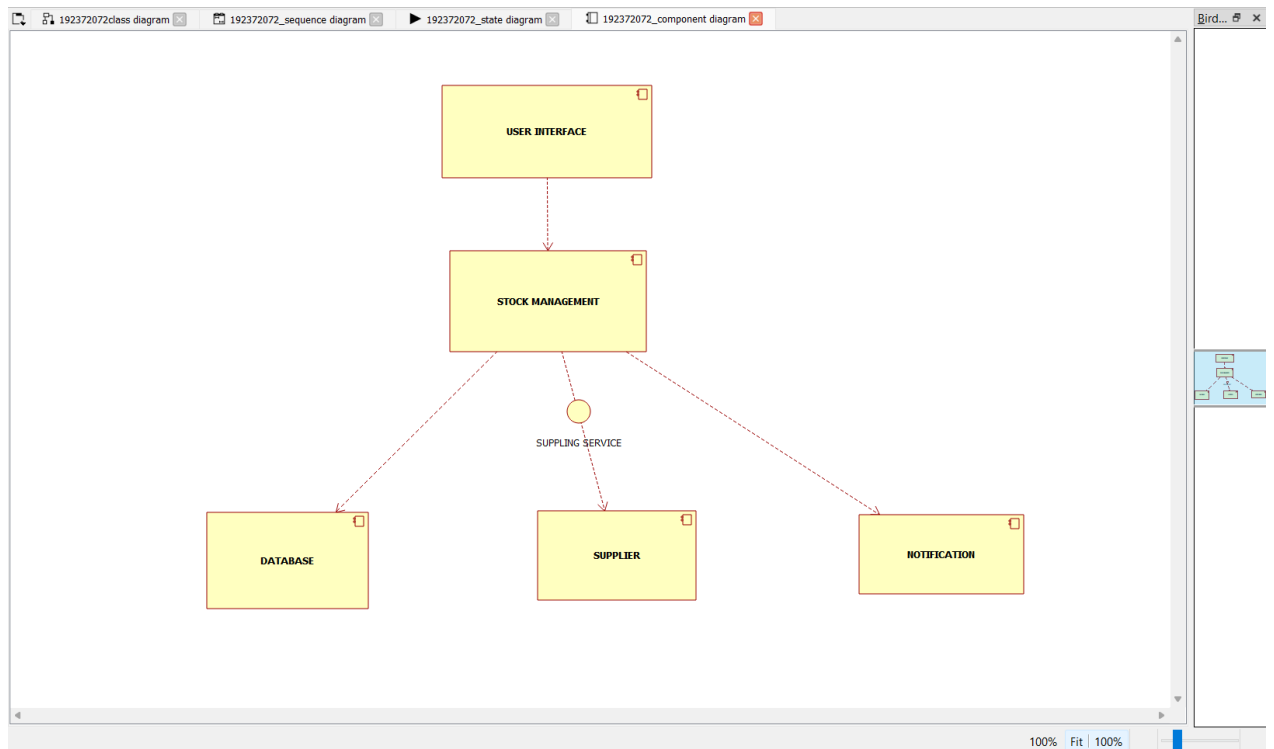 192372072class diagram
192372072_sequence diagram
192372072_state diagram
192372072_component diagram
Bird...
USER INTERFACE
STOCK MANAGEMENT
SUPPLING SERVICE
DATABASE
SUPPLIER
NOTIFICATION
100% Fit 100%